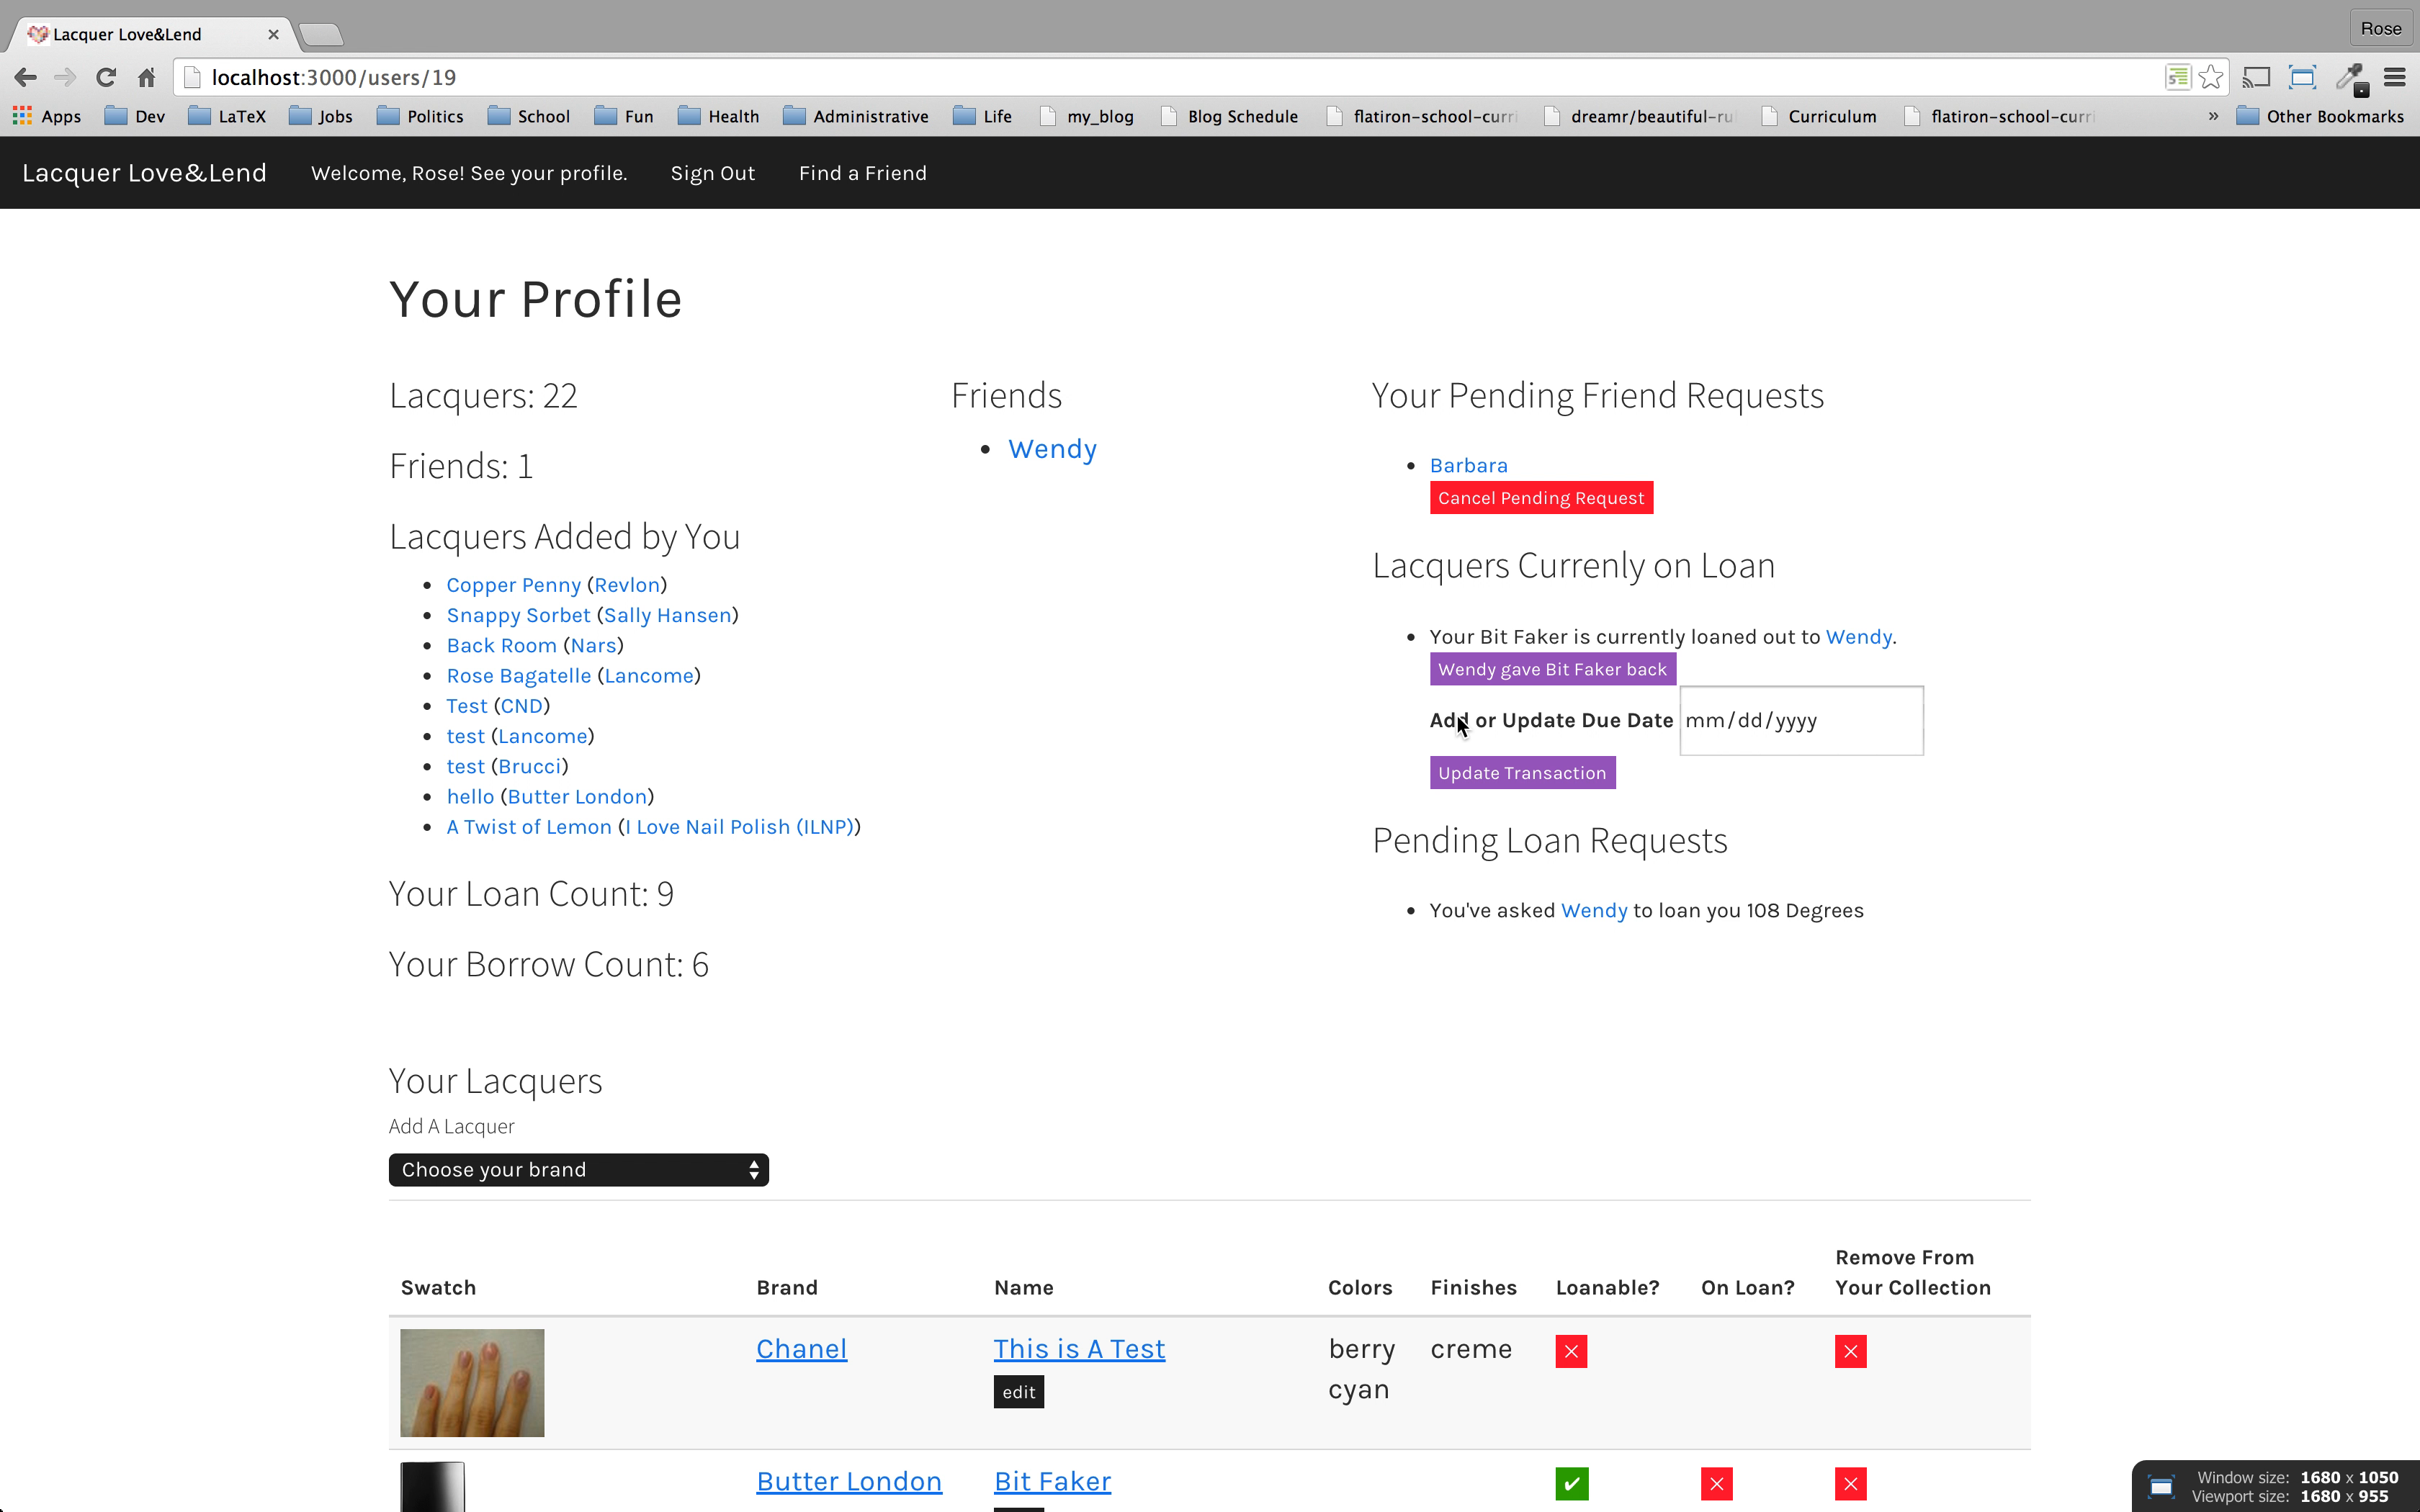 Lacquer Love&Lend
Rose
localhost:3000/users/19
Apps Dev LaTeX Jobs Politics School Fun Health Administrative Life my_blog Blog Schedule flatiron-school-curri dreamr/beautiful-ru Curriculum flatiron-school-curri » Other Bookmarks
Lacquer Love&Lend Welcome, Rose! See your profile. Sign Out Find a Friend
Your Profile
Lacquers: 22
Friends: 1
Lacquers Added by You
Copper Penny (Revlon)
Snappy Sorbet (Sally Hansen)
Back Room (Nars)
Rose Bagatelle (Lancome)
Test (CND)
test (Lancome)
test (Brucci)
hello (Butter London)
A Twist of Lemon (I Love Nail Polish (ILNP))
Your Loan Count: 9
Your Borrow Count: 6
Friends
Wendy
Your Pending Friend Requests
Barbara
Cancel Pending Request
Lacquers Currenly on Loan
Your Bit Faker is currently loaned out to Wendy.
Wendy gave Bit Faker back
Add or Update Due Date mm/dd/yyyy
Update Transaction
Pending Loan Requests
You've asked Wendy to loan you 108 Degrees
Your Lacquers
Add A Lacquer
Choose your brand
Swatch Brand Name Colors Finishes Loanable? On Loan? Remove From
Your Collection
Chanel This is A Test berry creme
cyan
edit
Butter London Bit Faker
Window size: 1680 x 1050
Viewport size: 1680 x 955